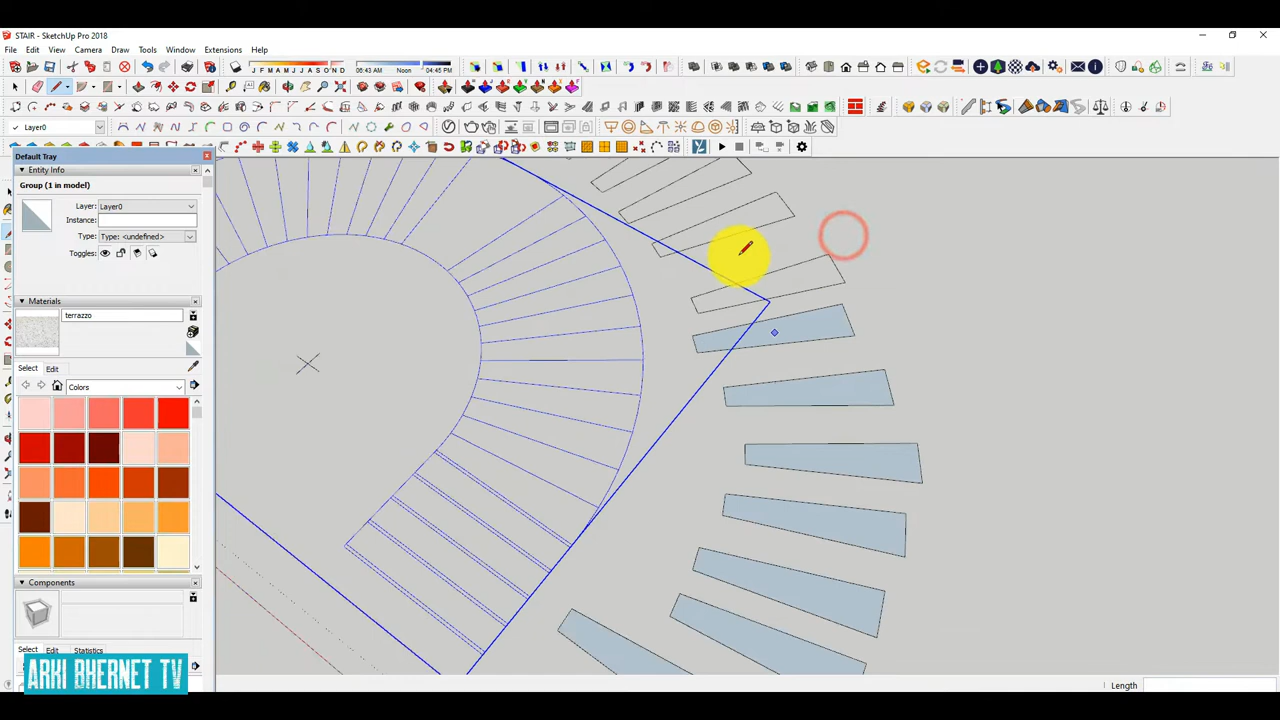 STAIR - SketchUp Pro 2018
File Edit View Camera Draw Tools Window Extensions Help
J F M A M J J A S O N D 06:43 AM Noon 04:45 PM
Layer0
Default Tray
Entity Info
Group (1 in model)
Layer: Layer0
Instance:
Type: Type: <undefined>
Toggles:
Materials
terrazzo
Select Edit
Colors
Components
Select Edit Statistics
ARKI BHERNET TV
Length